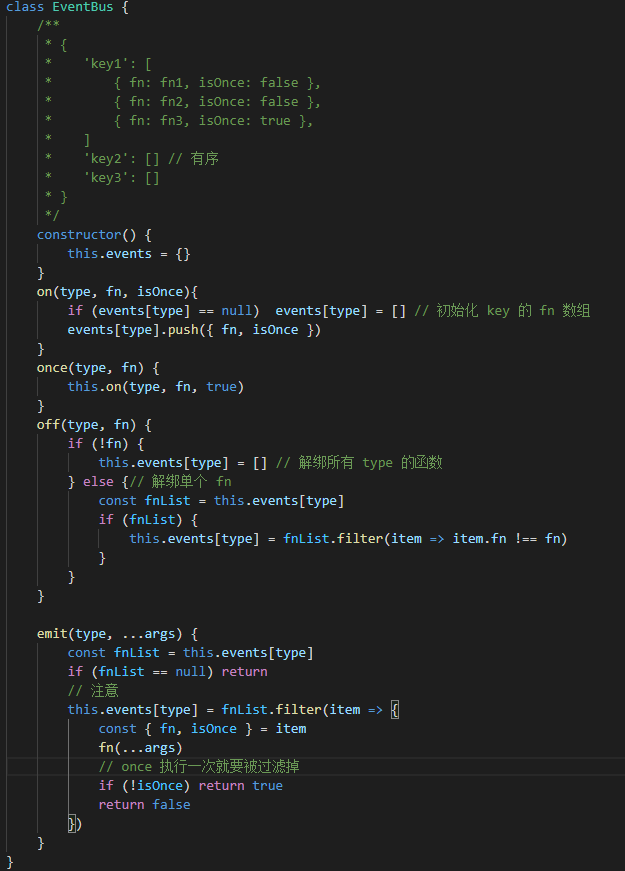 class EventBus {
    /**
     * {
     *    'key1': [
     *        { fn: fn1, isOnce: false },
     *        { fn: fn2, isOnce: false },
     *        { fn: fn3, isOnce: true },
     *    ]
     *    'key2': [] // 有序
     *    'key3': []
     * }
     */
    constructor() {
        this.events = {}
    }
    on(type, fn, isOnce){
        if (events[type] == null)  events[type] = [] // 初始化 key 的 fn 数组
        events[type].push({ fn, isOnce })
    }
    once(type, fn) {
        this.on(type, fn, true)
    }
    off(type, fn) {
        if (!fn) {
            this.events[type] = [] // 解绑所有 type 的函数
        } else {// 解绑单个 fn
            const fnList = this.events[type]
            if (fnList) {
                this.events[type] = fnList.filter(item => item.fn !== fn)
            }
        }
    }

    emit(type, ...args) {
        const fnList = this.events[type]
        if (fnList == null) return
        // 注意
        this.events[type] = fnList.filter(item => {
            const { fn, isOnce } = item
            fn(...args)
            // once 执行一次就要被过滤掉
            if (!isOnce) return true
            return false
        })
    }
}